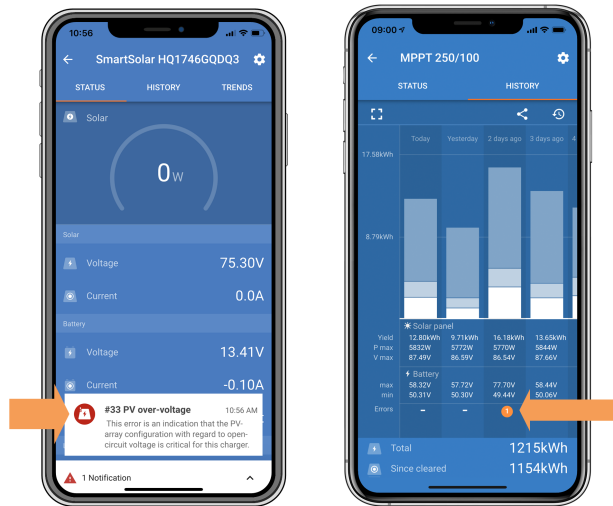 10:56
SmartSolar HQ1746GQDQ3
STATUS HISTORY TRENDS
Solar
0W
Solar
Voltage 75.30V
Current 0.0A
Battery
Voltage 13.41V
Current -0.10A
#33 PV over-voltage 10:56 AM
This error is an indication that the PV-
array configuration with regard to open-
circuit voltage is critical for this charger.
1 Notification
09:00
MPPT 250/100
STATUS HISTORY
Today Yesterday 2 days ago 3 days ago 4
17.58kWh
8.79kWh
Solar panel
Yield 12.80kWh 9.71kWh 16.18kWh 13.65kWh
P max 5832W 5772W 5770W 5844W
V max 87.49V 86.59V 86.54V 87.66V
Battery
max 58.32V 57.72V 77.70V 58.44V
min 50.31V 50.30V 49.44V 50.06V
Errors – – 1
Total 1215kWh
Since cleared 1154kWh